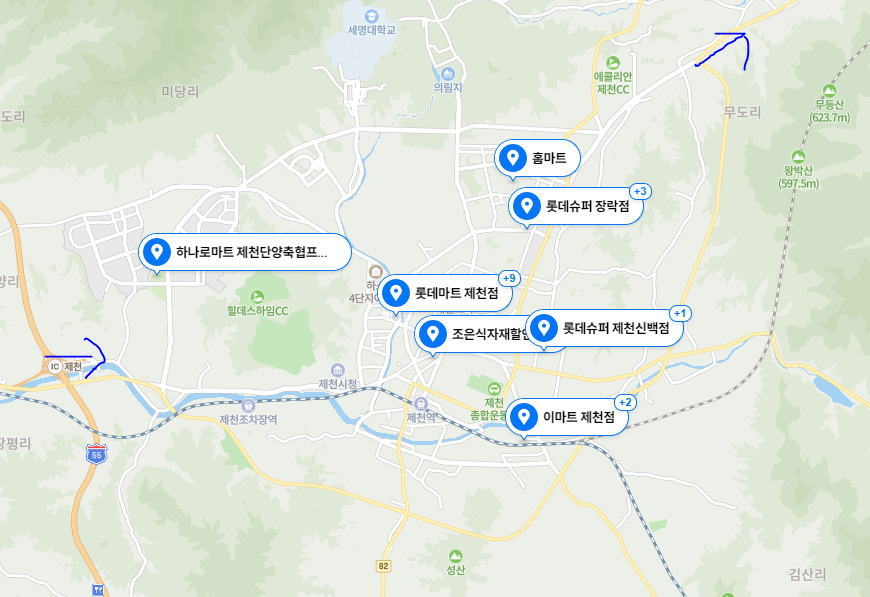 세명대학교
미당리
의림지
에콜리안
제천CC
무등산
(623.7m)
도리
무도리
홈마트
왕박산
(597.5m)
+3
롯데슈퍼 장락점
하나로마트 제천단양축협프...
양리
+9
롯데마트 제천점
4단지
힐데스하임CC
+1
조은식자재할인
롯데슈퍼 제천신백점
IC 제천
제천시청
제천조차장역
제천역
제천
종합운동
+2
이마트 제천점
장평리
55
82
성산
김산리